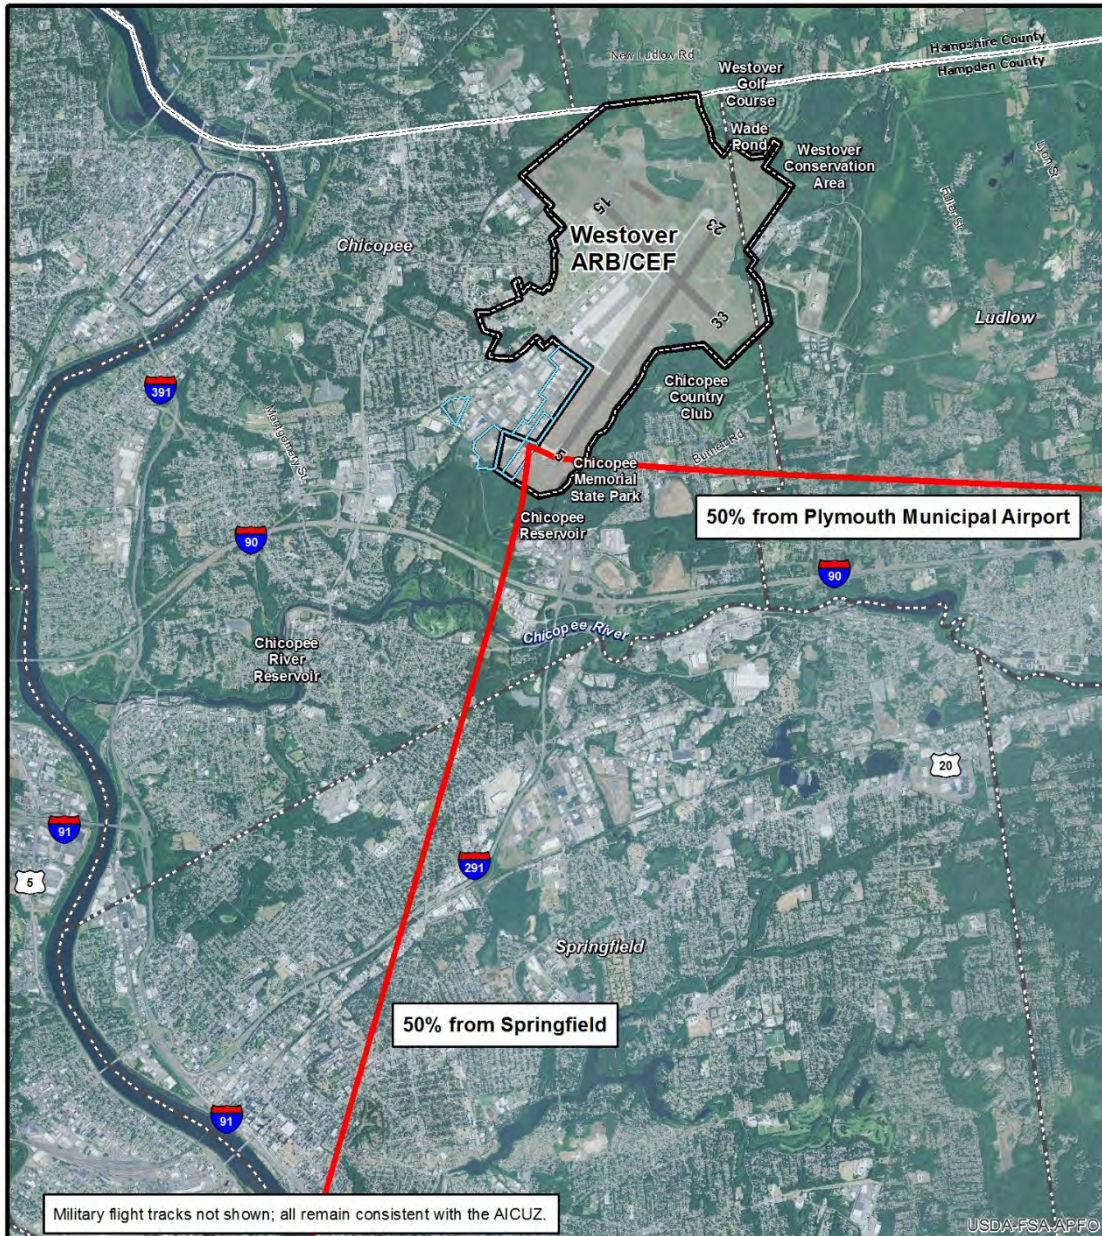 Hampshire County
Hampden County
New Ludlow Rd
Westover
Golf
Course
Wade
Pond
Westover
Conservation
Area
Lyon St
Fuller St
15
23
Westover
ARB/CEF
Chicopee
33
Ludlow
391
Chicopee
Country
Club
Montgomery St
Burnett Rd
5
Chicopee
Memorial
State Park
50% from Plymouth Municipal Airport
Chicopee
Reservoir
90
90
Chicopee River
Chicopee
River
Reservoir
20
91
291
5
Springfield
50% from Springfield
91
Military flight tracks not shown; all remain consistent with the AICUZ.
USDA-FSA-APFO